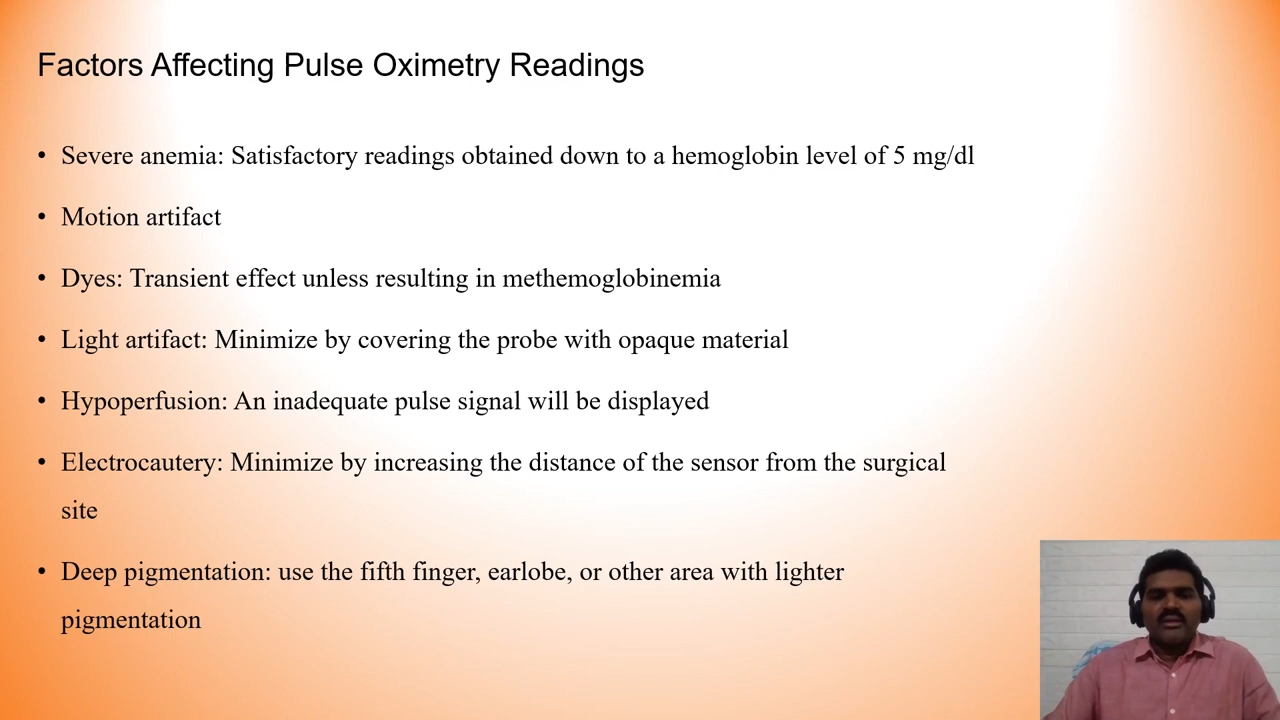 Factors Affecting Pulse Oximetry Readings
• Severe anemia: Satisfactory readings obtained down to a hemoglobin level of 5 mg/dl
• Motion artifact
• Dyes: Transient effect unless resulting in methemoglobinemia
• Light artifact: Minimize by covering the probe with opaque material
• Hypoperfusion: An inadequate pulse signal will be displayed
• Electrocautery: Minimize by increasing the distance of the sensor from the surgical
site
• Deep pigmentation: use the fifth finger, earlobe, or other area with lighter
pigmentation